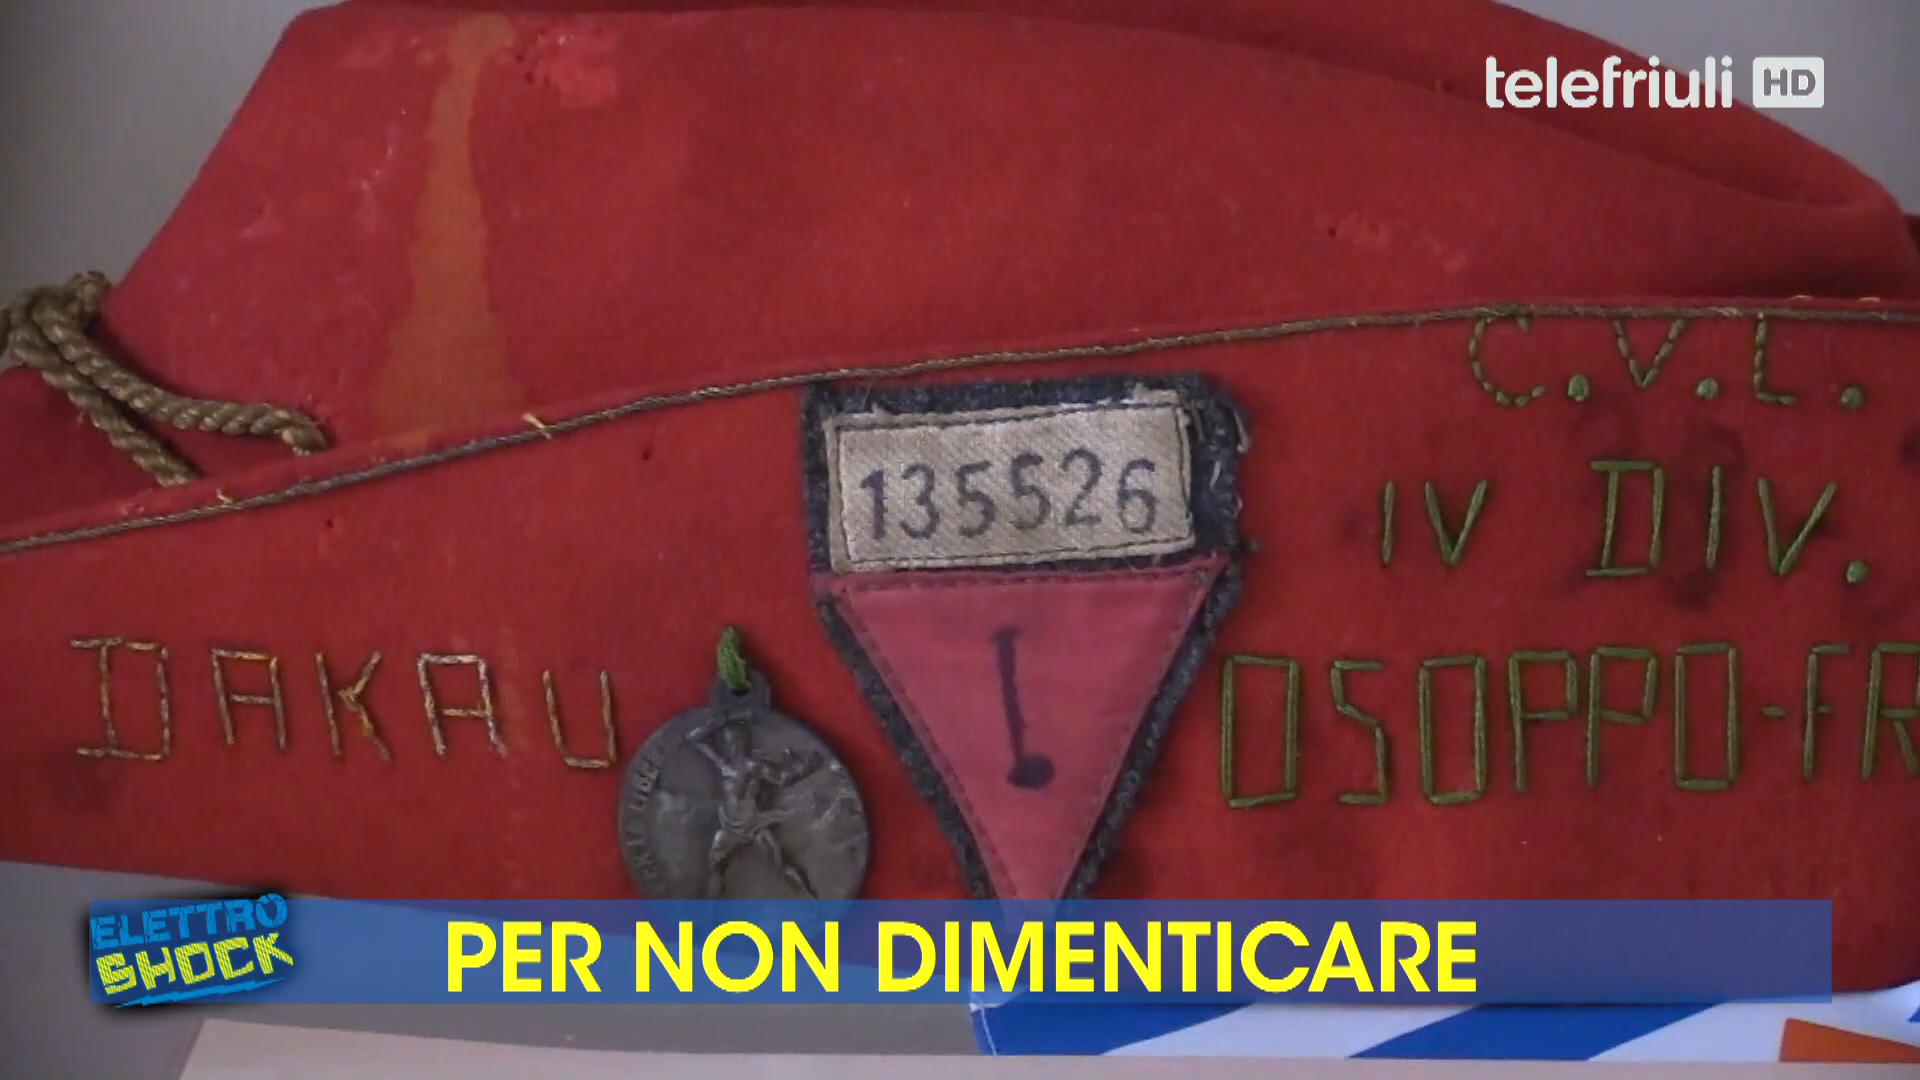 telefriuli HD
C.V.L.
135526
IV DIV.
DAKAU
I
OSOPPO-FR
ELETTRO
SHOCK
PER NON DIMENTICARE